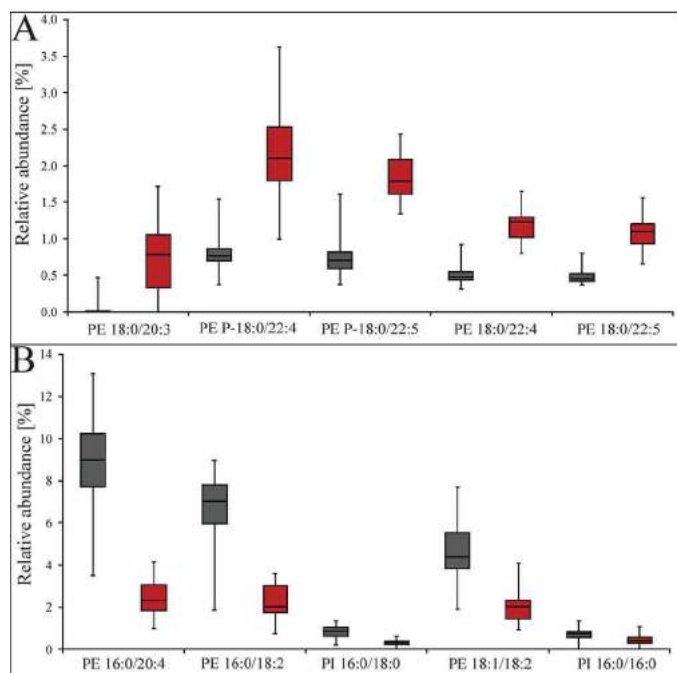 A
Relative abundance [%]
4.0
3.5
3.0
2.5
2.0
1.5
1.0
0.5
0.0
PE 18:0/20:3 PE P-18:0/22:4 PE P-18:0/22:5 PE 18:0/22:4 PE 18:0/22:5
B
Relative abundance [%]
14
12
10
8
6
4
2
0
PE 16:0/20:4 PE 16:0/18:2 PI 16:0/18:0 PE 18:1/18:2 PI 16:0/16:0